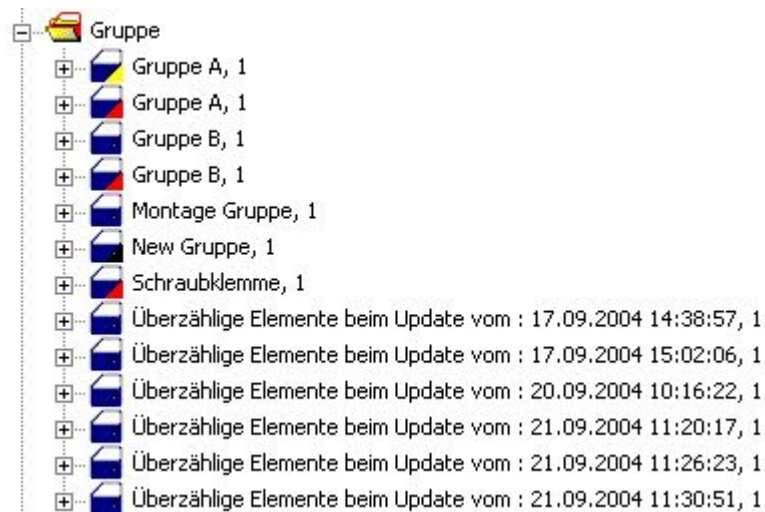 Gruppe
Gruppe A, 1
Gruppe A, 1
Gruppe B, 1
Gruppe B, 1
Montage Gruppe, 1
New Gruppe, 1
Schraubklemme, 1
Überzählige Elemente beim Update vom : 17.09.2004 14:38:57, 1
Überzählige Elemente beim Update vom : 17.09.2004 15:02:06, 1
Überzählige Elemente beim Update vom : 20.09.2004 10:16:22, 1
Überzählige Elemente beim Update vom : 21.09.2004 11:20:17, 1
Überzählige Elemente beim Update vom : 21.09.2004 11:26:23, 1
Überzählige Elemente beim Update vom : 21.09.2004 11:30:51, 1